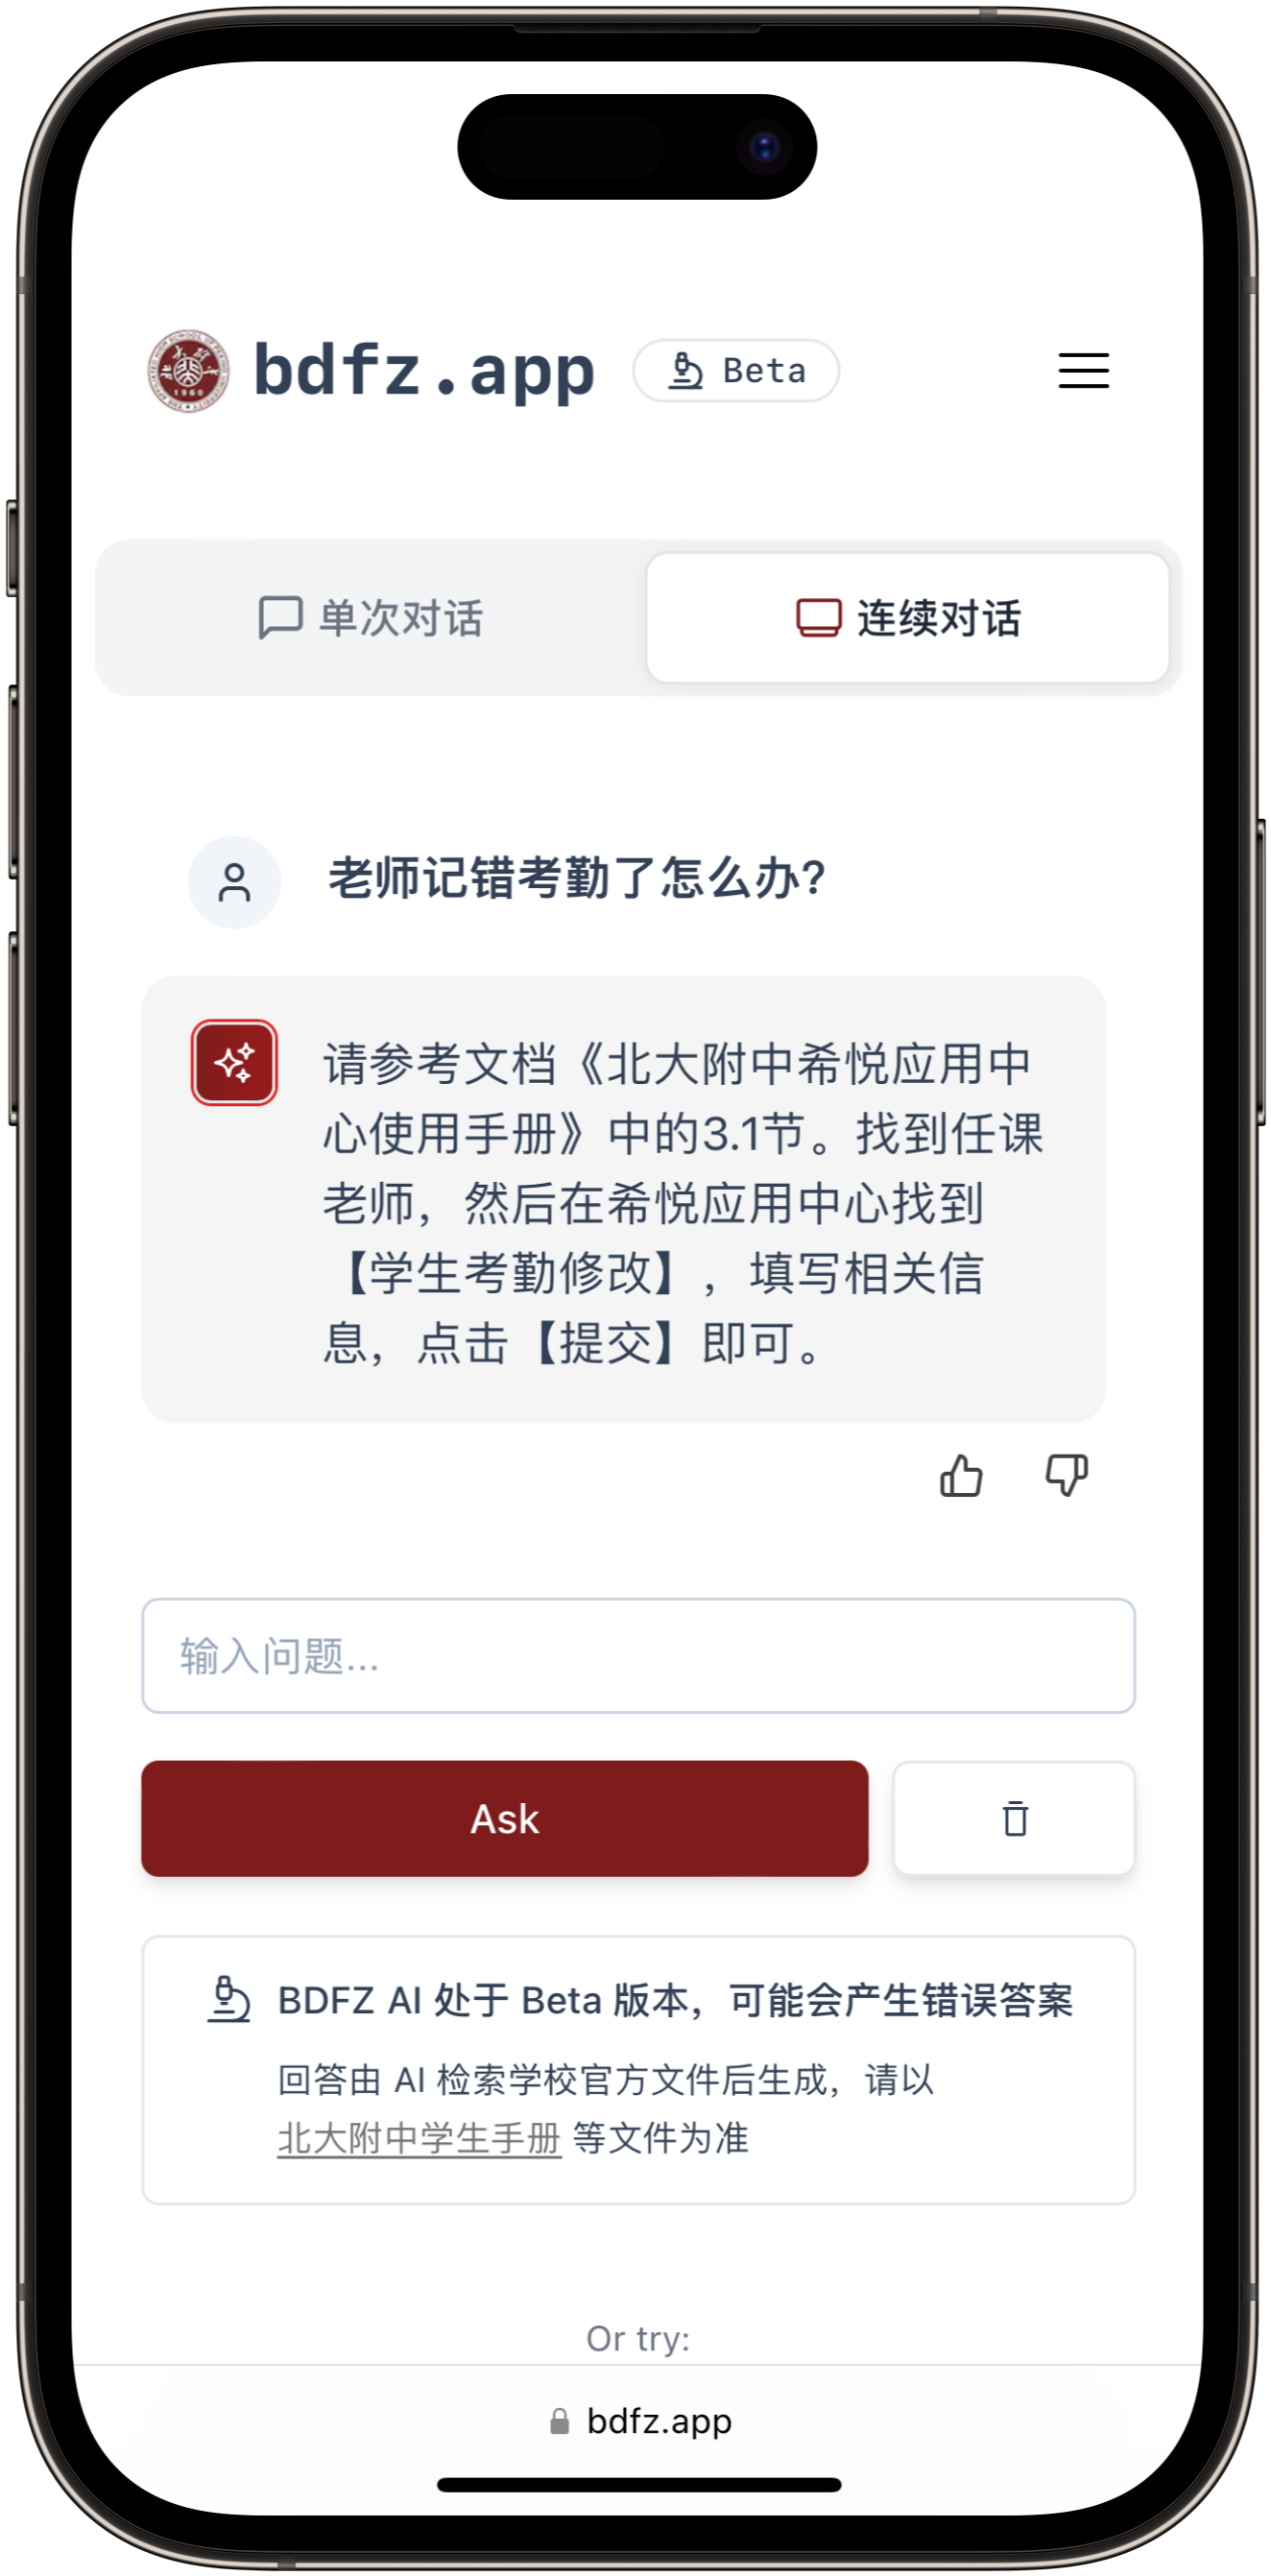 bdfz.app
Beta
单次对话
连续对话
老师记错考勤了怎么办?
请参考文档《北大附中希悦应用中
心使用手册》中的3.1节。找到任课
老师，然后在希悦应用中心找到
【学生考勤修改】，填写相关信
息，点击【提交】即可。
输入问题...
Ask
BDFZ AI 处于 Beta 版本，可能会产生错误答案
回答由 AI 检索学校官方文件后生成，请以
北大附中学生手册 等文件为准
Or try:
bdfz.app